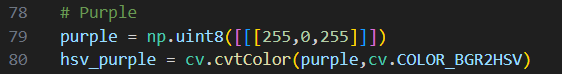 78 # Purple
79 purple = np.uint8([[[255,0,255]]])
80 hsv_purple = cv.cvtColor(purple,cv.COLOR_BGR2HSV)